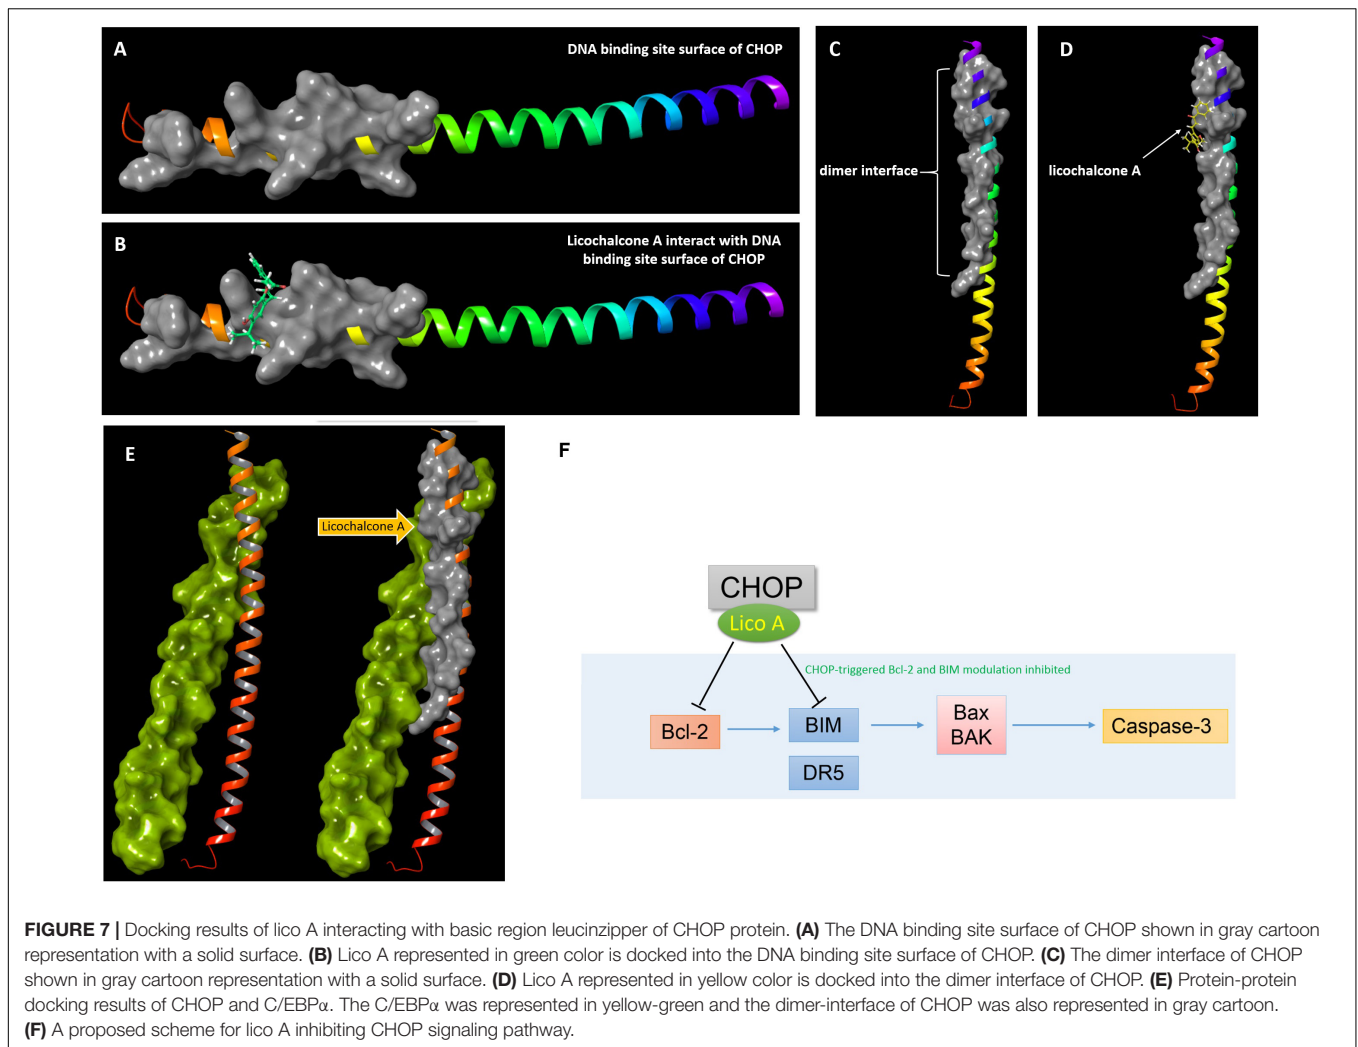 A
DNA binding site surface of CHOP
B
Licochalcone A interact with DNA
binding site surface of CHOP
C
dimer interface
D
licochalcone A
E
Licochalcone A
F
CHOP
Lico A
CHOP-triggered Bcl-2 and BIM modulation inhibited
Bcl-2
BIM
DR5
Bax
BAK
Caspase-3
FIGURE 7 | Docking results of lico A interacting with basic region leucinzipper of CHOP protein. (A) The DNA binding site surface of CHOP shown in gray cartoon
representation with a solid surface. (B) Lico A represented in green color is docked into the DNA binding site surface of CHOP. (C) The dimer interface of CHOP
shown in gray cartoon representation with a solid surface. (D) Lico A represented in yellow color is docked into the dimer interface of CHOP. (E) Protein-protein
docking results of CHOP and C/EBPα. The C/EBPα was represented in yellow-green and the dimer-interface of CHOP was also represented in gray cartoon.
(F) A proposed scheme for lico A inhibiting CHOP signaling pathway.